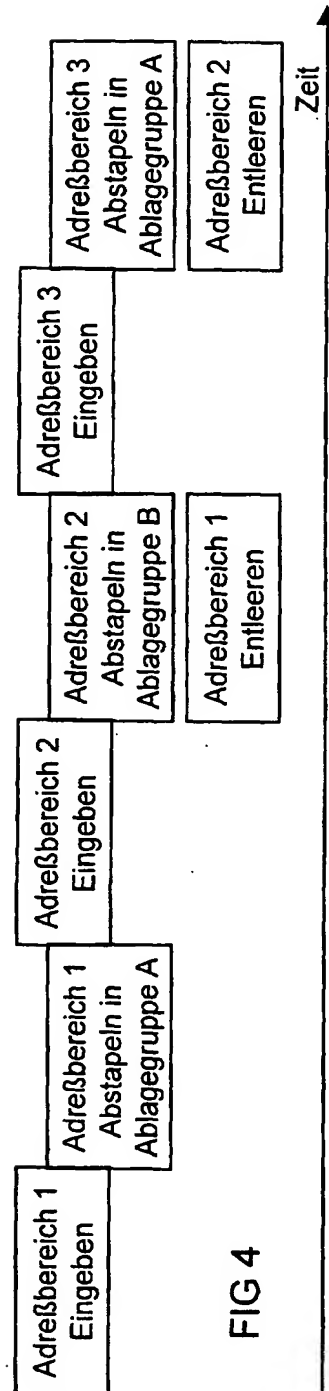 Adreßbereich 1
Eingeben
Adreßbereich 1
Abstapeln in
Ablagegruppe A
Adreßbereich 2
Eingeben
Adreßbereich 2
Abstapeln in
Ablagegruppe B
Adreßbereich 1
Entleeren
Adreßbereich 3
Eingeben
Adreßbereich 3
Abstapeln in
Ablagegruppe A
Adreßbereich 2
Entleeren
Zeit
FIG 4